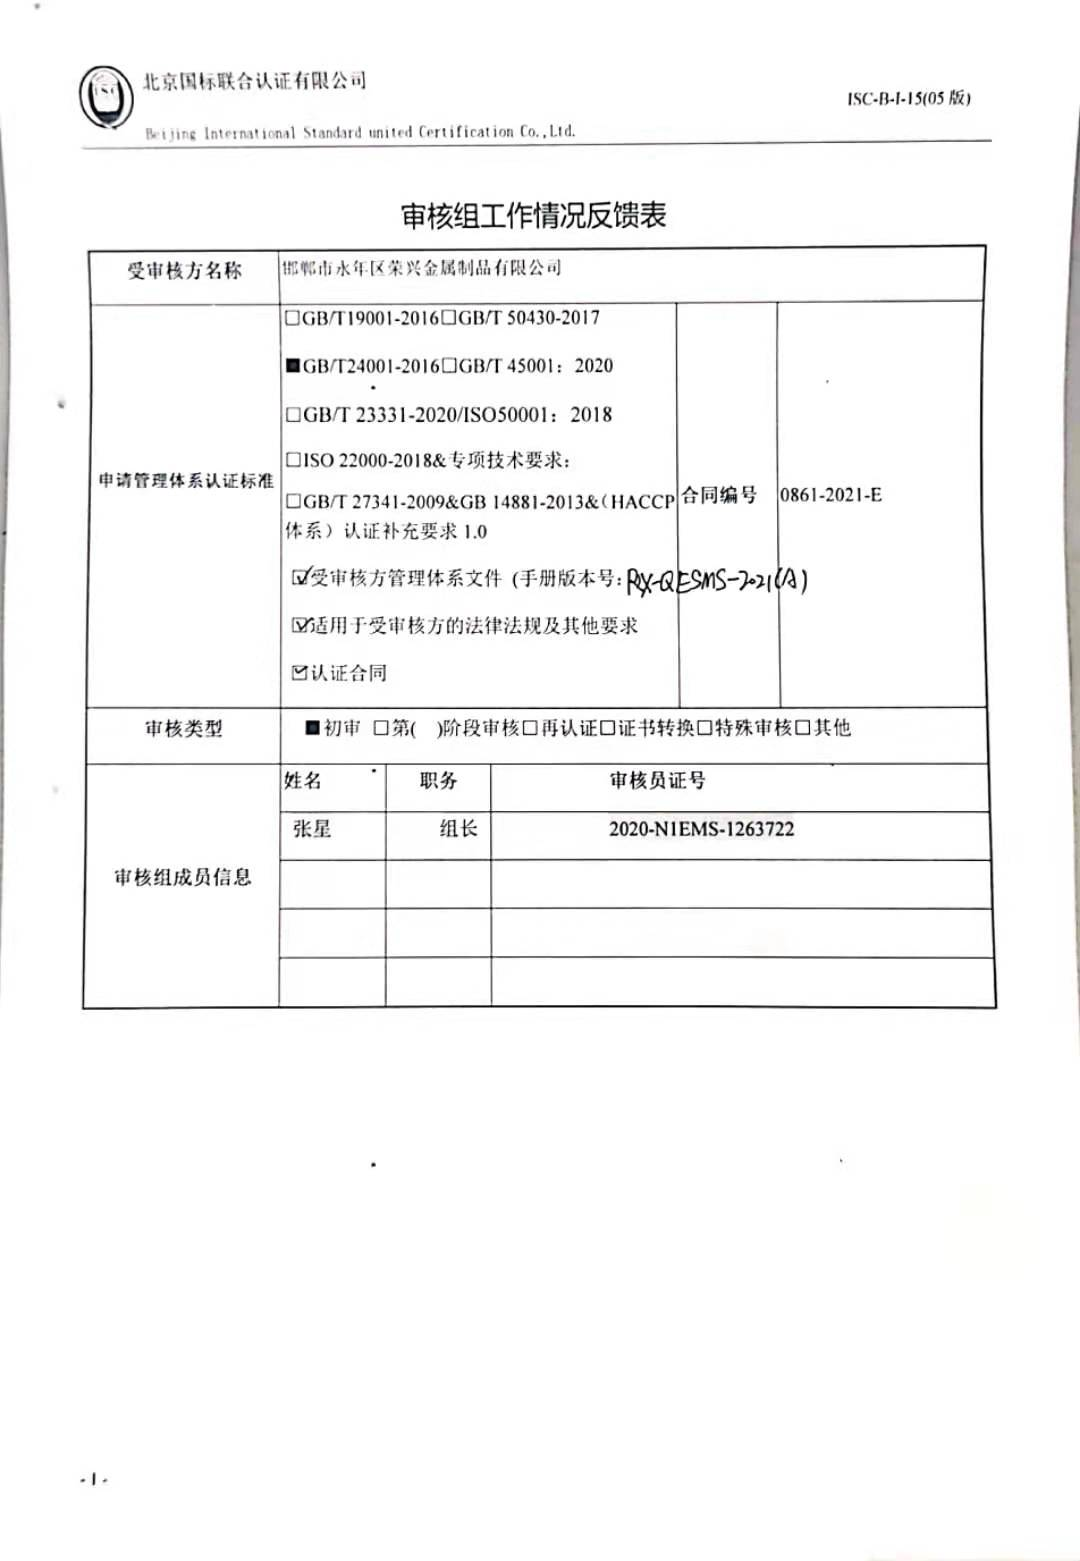 北京国标联合认证有限公司
ISC-B-I-15(05 版)
Beijing International Standard united Certification Co.,Ltd.
审核组工作情况反馈表
受审核方名称 邯郸市永年区荣兴金属制品有限公司
申请管理体系认证标准
□GB/T19001-2016□GB/T 50430-2017
■GB/T24001-2016□GB/T 45001：2020
□GB/T 23331-2020/ISO50001：2018
□ISO 22000-2018&专项技术要求：
□GB/T 27341-2009&GB 14881-2013&（HACCP
体系）认证补充要求 1.0
☑受审核方管理体系文件 (手册版本号：RX-QESMS-2021(A)
☑适用于受审核方的法律法规及其他要求
☑认证合同
合同编号 0861-2021-E
审核类型 ■初审 □第( )阶段审核□再认证□证书转换□特殊审核□其他
审核组成员信息
姓名 职务 审核员证号
张星 组长 2020-N1EMS-1263722
-1-